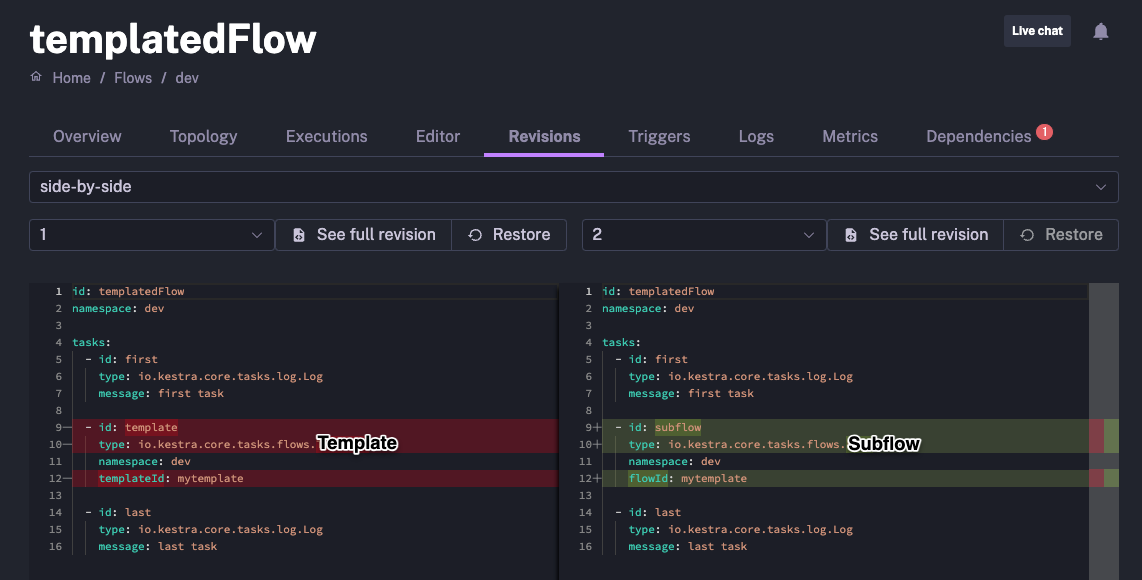 templatedFlow
Live chat
Home / Flows / dev
Overview Topology Executions Editor Revisions Triggers Logs Metrics Dependencies 1
side-by-side
1 See full revision Restore 2 See full revision Restore
1 id: templatedFlow
2 namespace: dev
3
4 tasks:
5 - id: first
6 type: io.kestra.core.tasks.log.Log
7 message: first task
8
9— - id: template
10— type: io.kestra.core.tasks.flows.Template
11 namespace: dev
12— templateId: mytemplate
13
14 - id: last
15 type: io.kestra.core.tasks.log.Log
16 message: last task
1 id: templatedFlow
2 namespace: dev
3
4 tasks:
5 - id: first
6 type: io.kestra.core.tasks.log.Log
7 message: first task
8
9+ - id: subflow
10+ type: io.kestra.core.tasks.flows.Subflow
11 namespace: dev
12+ flowId: mytemplate
13
14 - id: last
15 type: io.kestra.core.tasks.log.Log
16 message: last task